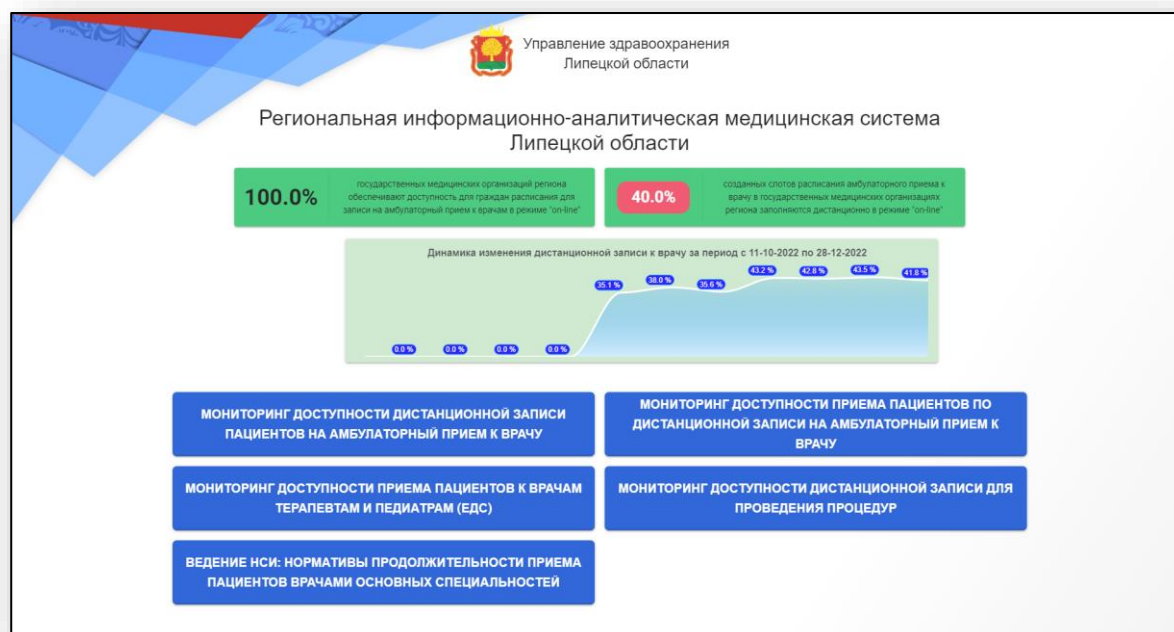 Управление здравоохранения
Липецкой области
Региональная информационно-аналитическая медицинская система
Липецкой области
100.0%
государственных медицинских организаций региона
обеспечивают доступность для граждан расписания для
записи на амбулаторный прием к врачам в режиме "on-line"
40.0%
созданных слотов расписания амбулаторного приема к
врачу в государственных медицинских организациях
региона заполняются дистанционно в режиме "on-line"
Динамика изменения дистанционной записи к врачу за период с 11-10-2022 по 28-12-2022
0.0 %
0.0 %
0.0 %
0.0 %
35.1 %
38.0 %
35.6 %
43.2 %
42.8 %
43.5 %
41.8 %
МОНИТОРИНГ ДОСТУПНОСТИ ДИСТАНЦИОННОЙ ЗАПИСИ
ПАЦИЕНТОВ НА АМБУЛАТОРНЫЙ ПРИЕМ К ВРАЧУ
МОНИТОРИНГ ДОСТУПНОСТИ ПРИЕМА ПАЦИЕНТОВ ПО
ДИСТАНЦИОННОЙ ЗАПИСИ НА АМБУЛАТОРНЫЙ ПРИЕМ К
ВРАЧУ
МОНИТОРИНГ ДОСТУПНОСТИ ПРИЕМА ПАЦИЕНТОВ К ВРАЧАМ
ТЕРАПЕВТАМ И ПЕДИАТРАМ (ЕДС)
МОНИТОРИНГ ДОСТУПНОСТИ ДИСТАНЦИОННОЙ ЗАПИСИ ДЛЯ
ПРОВЕДЕНИЯ ПРОЦЕДУР
ВЕДЕНИЕ НСИ: НОРМАТИВЫ ПРОДОЛЖИТЕЛЬНОСТИ ПРИЕМА
ПАЦИЕНТОВ ВРАЧАМИ ОСНОВНЫХ СПЕЦИАЛЬНОСТЕЙ